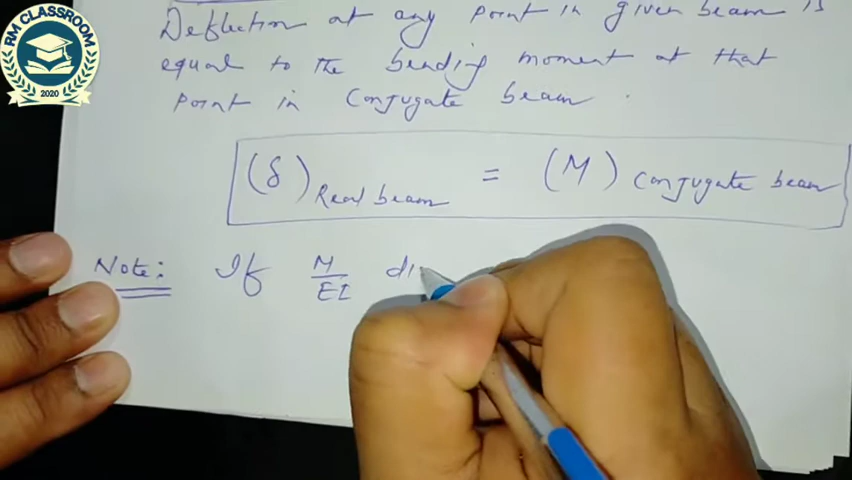 RM CLASSROOM
2020
Deflection at any point in given beam is
equal to the bending moment at that
point in Conjugate beam .
(δ) Real beam = (M) Conjugate beam
Note: If M/EI di